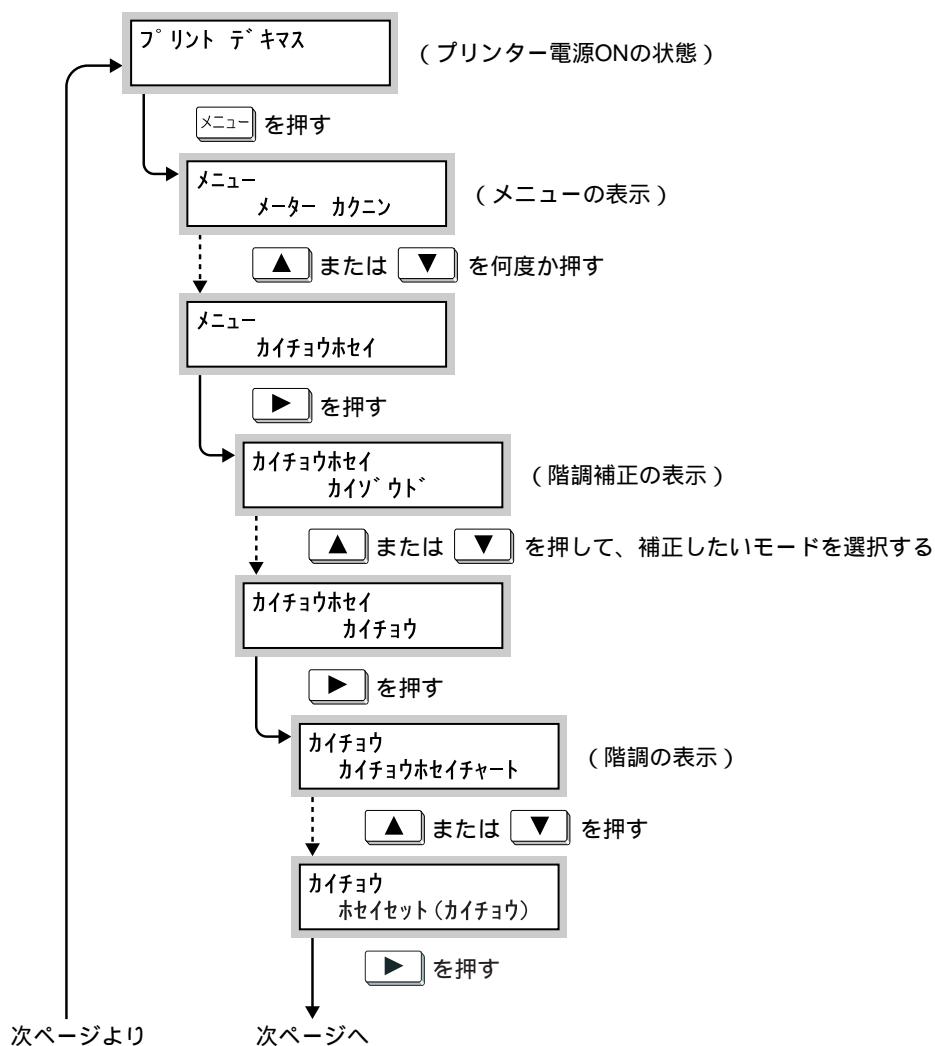 プリント デキマス
(プリンター電源ONの状態)
メニュー を押す
メニュー
メーター カクニン
(メニューの表示)
▲ または ▼ を何度か押す
メニュー
カイチョウホセイ
▶ を押す
カイチョウホセイ
カイゾウド
(階調補正の表示)
▲ または ▼ を押して、補正したいモードを選択する
カイチョウホセイ
カイチョウ
▶ を押す
カイチョウ
カイチョウホセイチャート
(階調の表示)
▲ または ▼ を押す
カイチョウ
ホセイセット(カイチョウ)
▶ を押す
次ページより
次ページへ